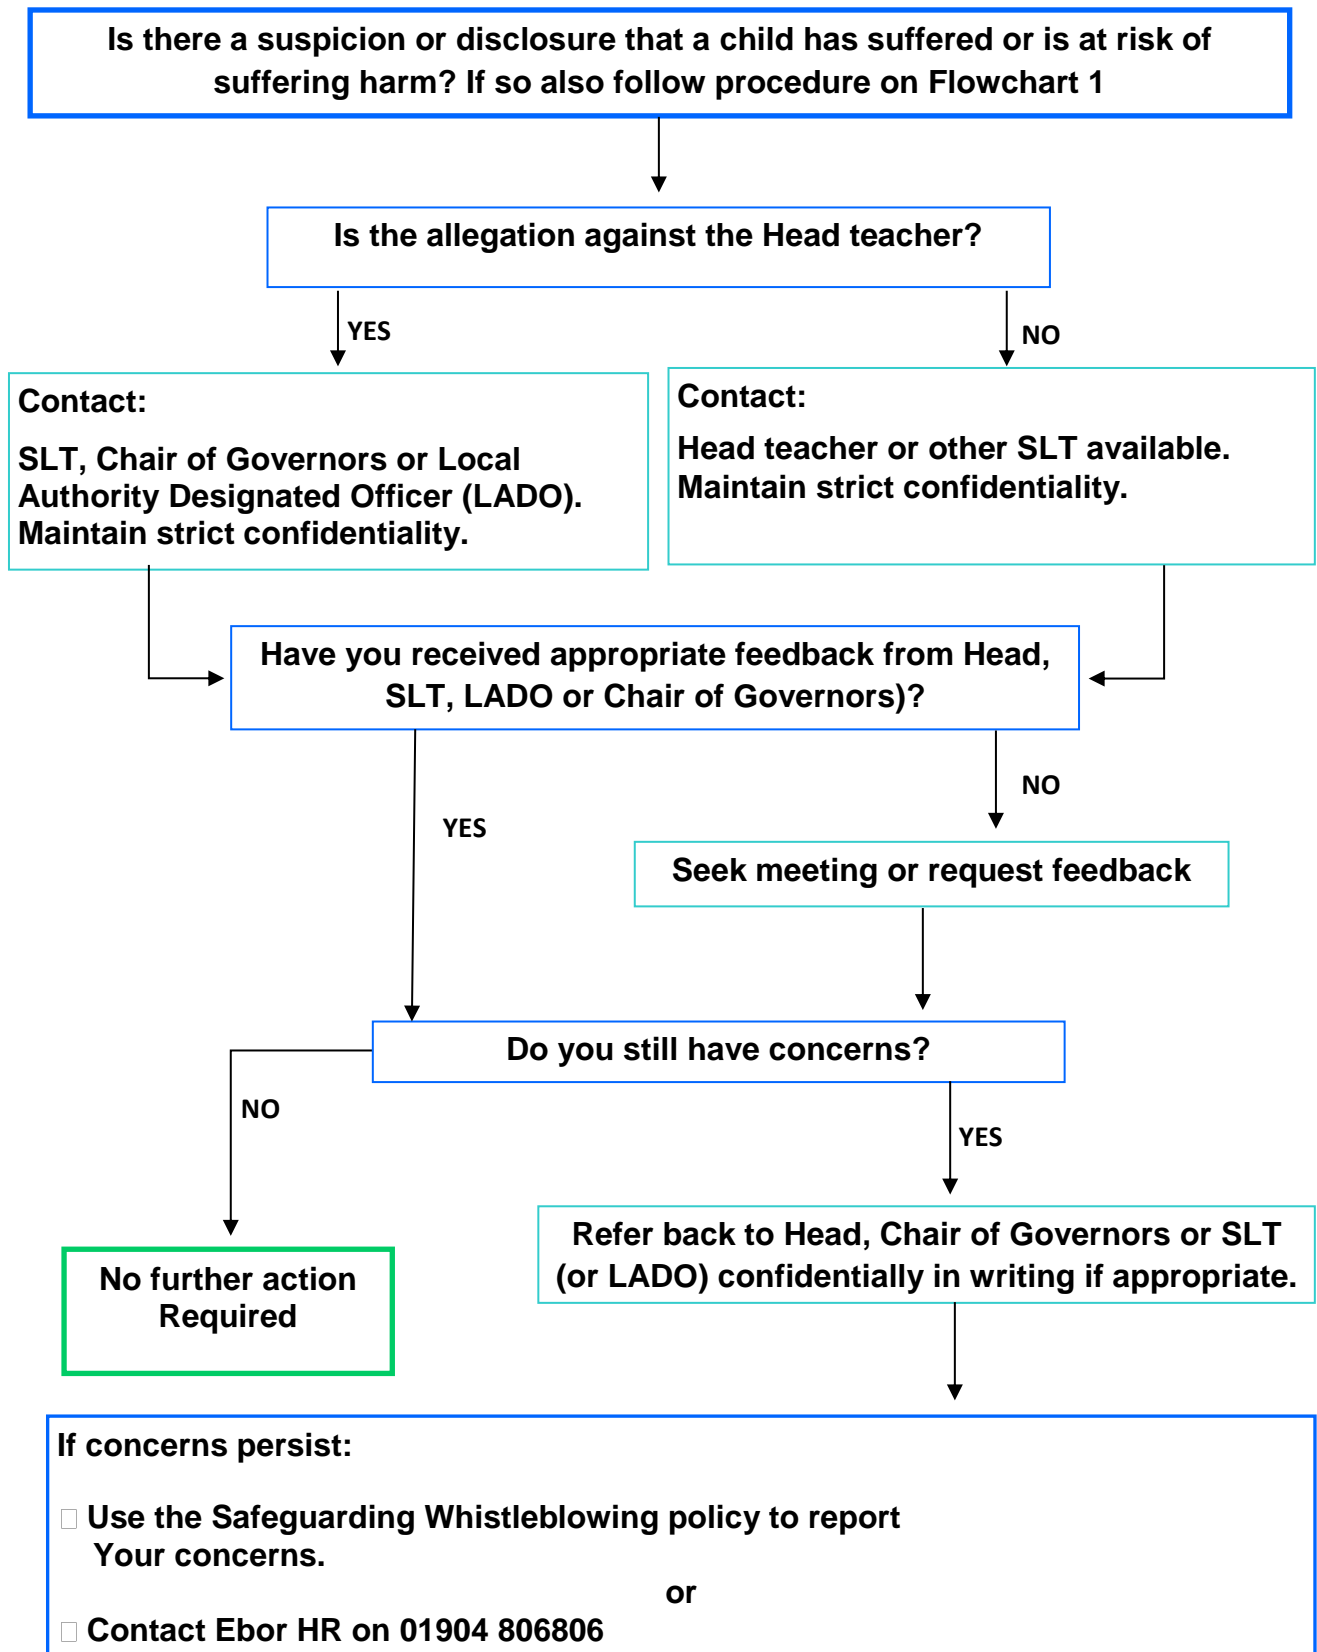 Is there a suspicion or disclosure that a child has suffered or is at risk of
suffering harm? If so also follow procedure on Flowchart 1
Is the allegation against the Head teacher?
YES
NO
Contact:
SLT, Chair of Governors or Local
Authority Designated Officer (LADO).
Maintain strict confidentiality.
Contact:
Head teacher or other SLT available.
Maintain strict confidentiality.
Have you received appropriate feedback from Head,
SLT, LADO or Chair of Governors)?
YES
NO
Seek meeting or request feedback
Do you still have concerns?
NO
YES
No further action
Required
Refer back to Head, Chair of Governors or SLT
(or LADO) confidentially in writing if appropriate.
If concerns persist:
Use the Safeguarding Whistleblowing policy to report
Your concerns.
or
Contact Ebor HR on 01904 806806